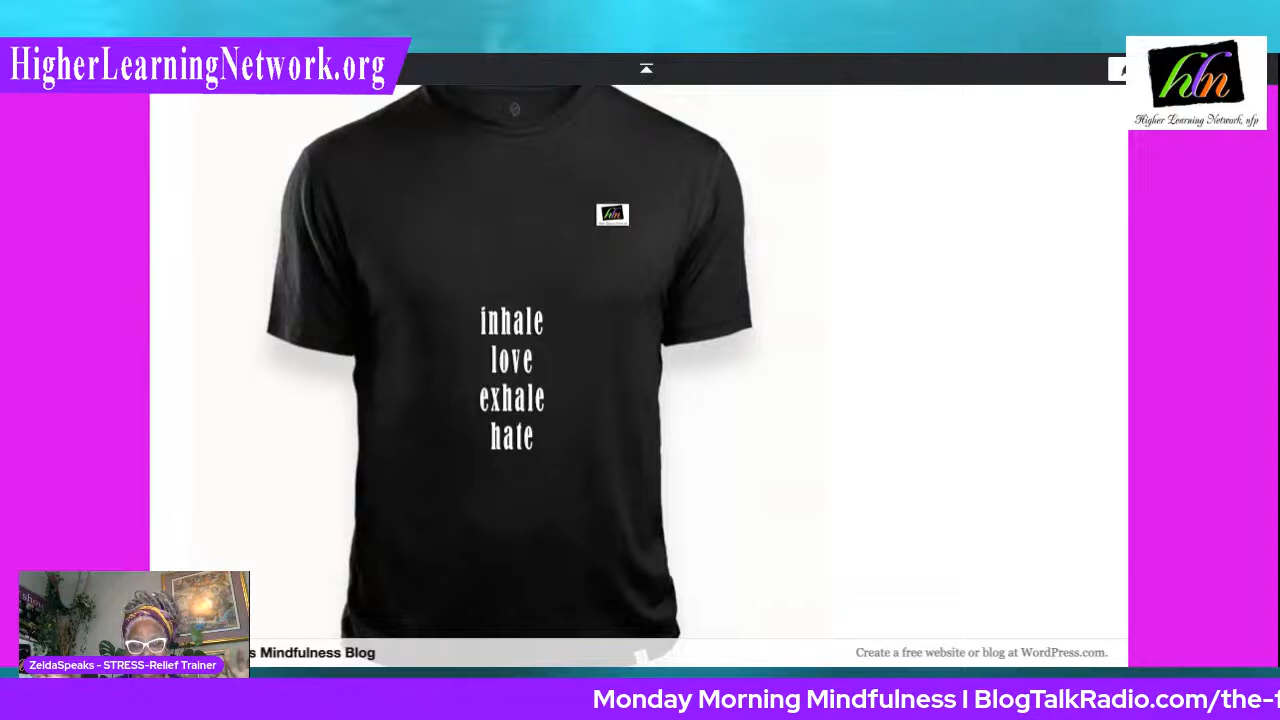 HigherLearningNetwork.org
hln
Higher Learning Network, nfp
hln
inhale
love
exhale
hate
ZeldaSpeaks - STRESS-Relief Trainer
s Mindfulness Blog
Create a free website or blog at WordPress.com.
Monday Morning Mindfulness I BlogTalkRadio.com/the-